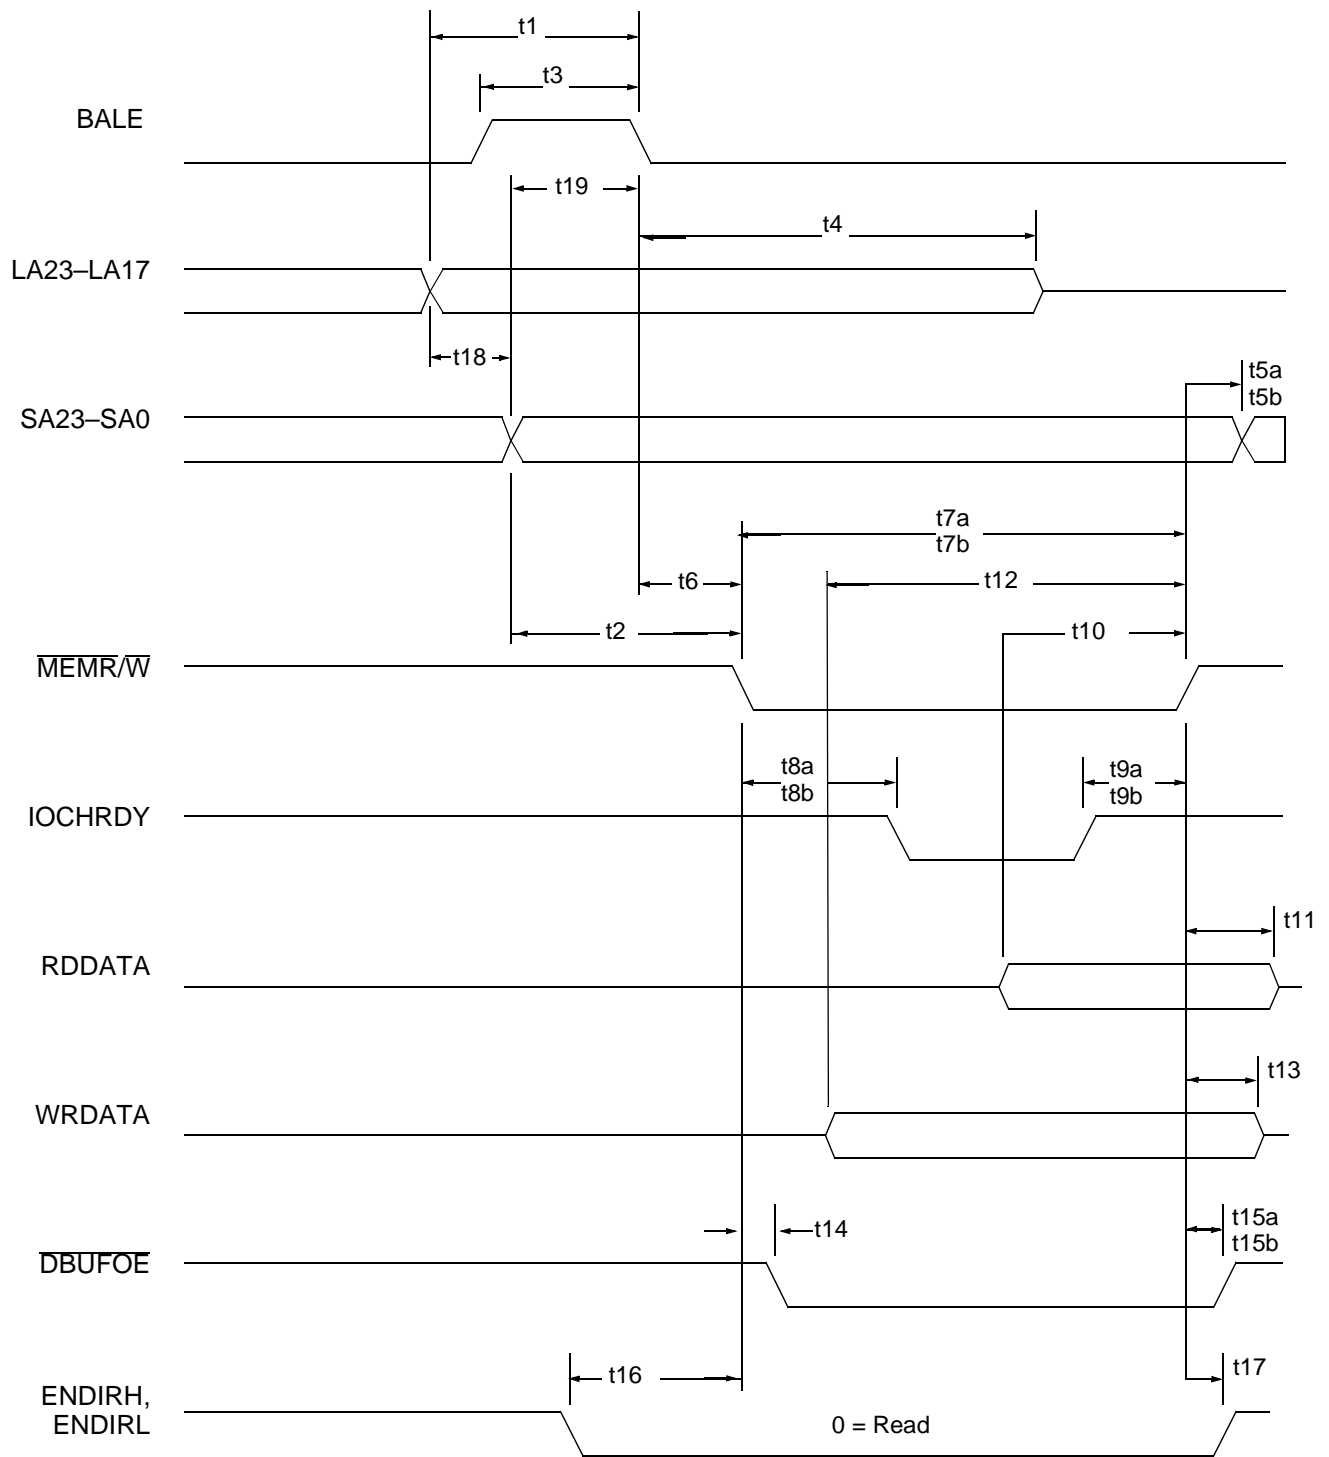 t1
t3
BALE
t19
t4
LA23–LA17
t18
t5a
t5b
SA23–SA0
t7a
t7b
t6
t12
t2
t10
MEMR/W
t8a
t8b
t9a
t9b
IOCHRDY
t11
RDDATA
t13
WRDATA
t14
t15a
t15b
DBUFOE
t16
t17
ENDIRH,
ENDIRL
0 = Read